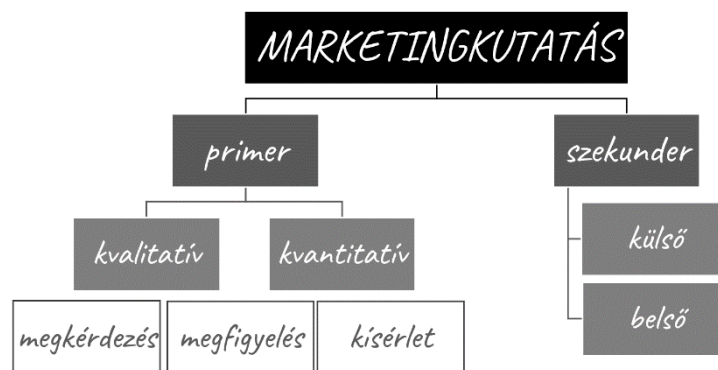 MARKETINGKUTATÁS
primer
szekunder
kvalitatív
kvantitatív
külső
belső
megkérdezés
megfigyelés
kísérlet